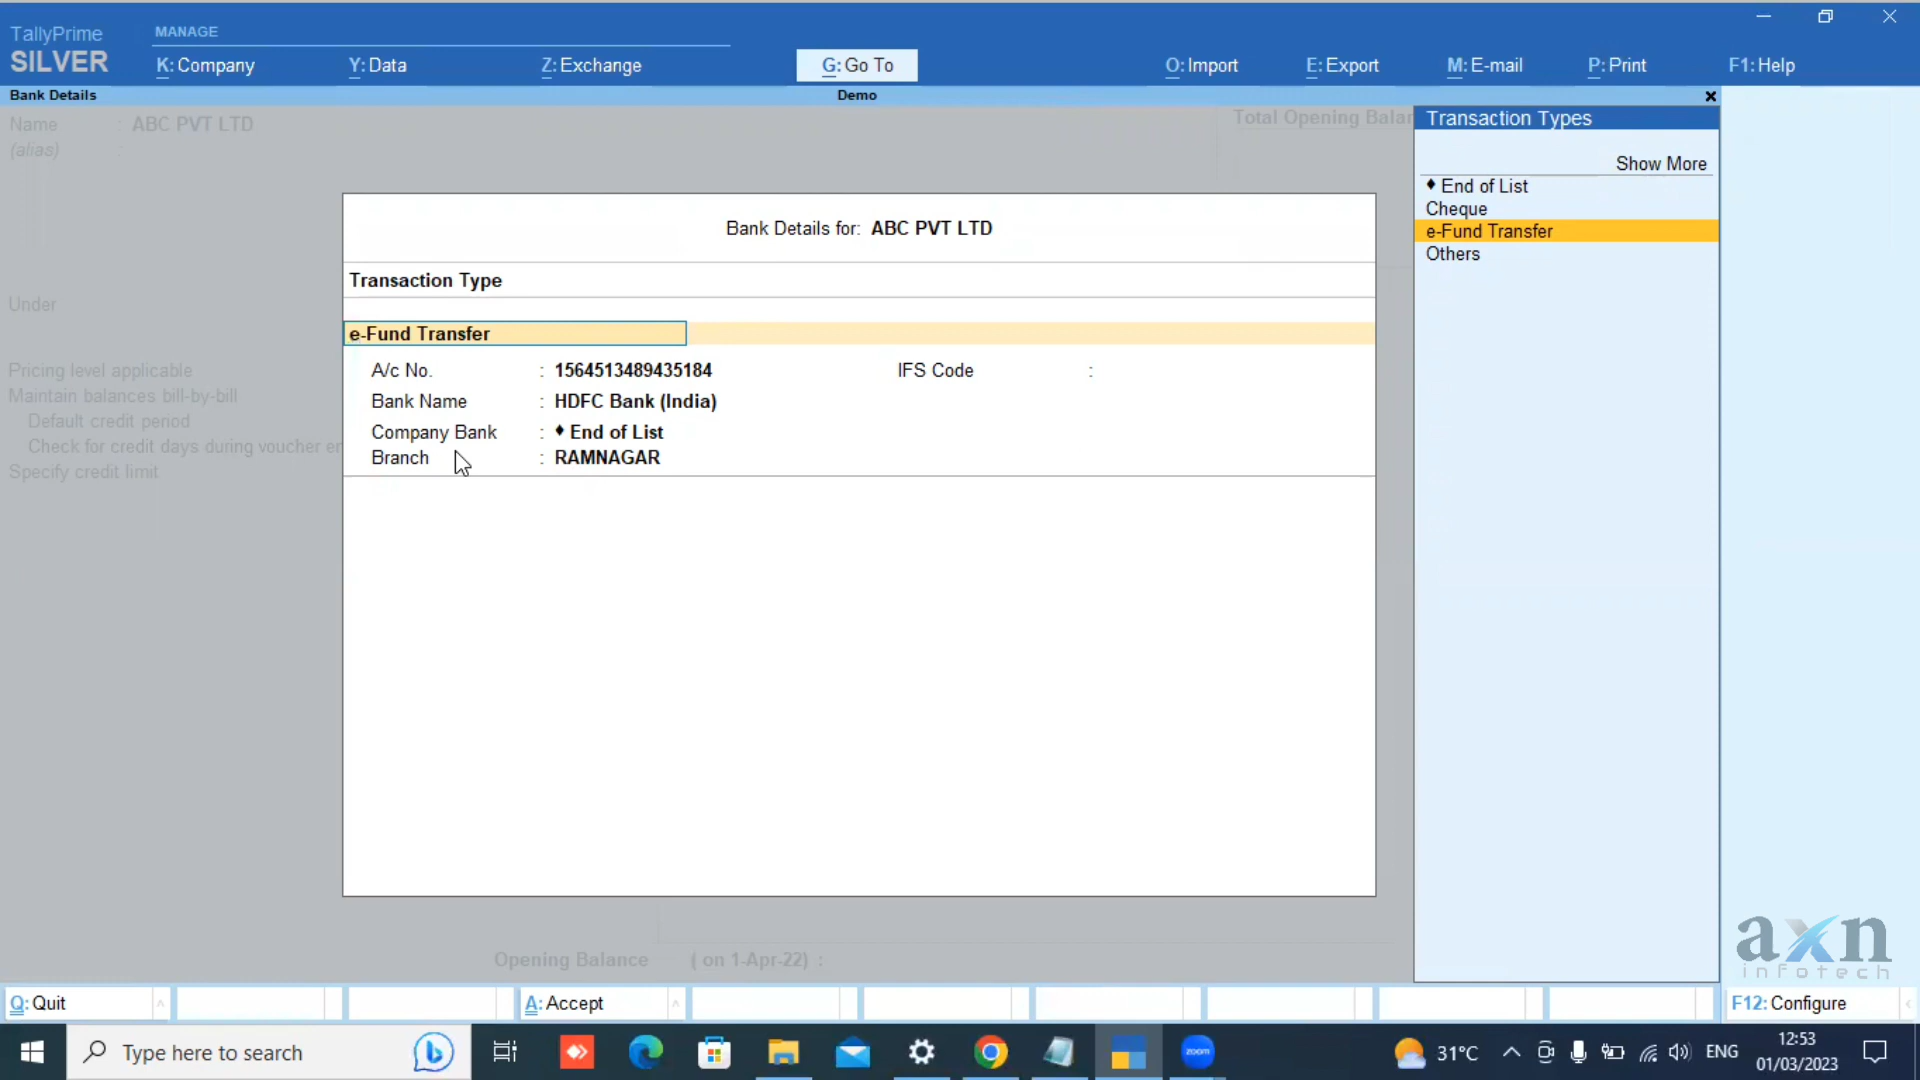 TallyPrime
SILVER
MANAGE
K: Company
Y: Data
Z: Exchange
G: Go To
O: Import
E: Export
M: E-mail
P: Print
F1: Help
Bank Details
Demo
Name : ABC PVT LTD
(alias) :
Total Opening Balan
Under
Pricing level applicable
Maintain balances bill-by-bill
Default credit period
Check for credit days during voucher en
Specify credit limit
Bank Details for: ABC PVT LTD
Transaction Type
e-Fund Transfer
A/c No. : 1564513489435184
IFS Code :
Bank Name : HDFC Bank (India)
Company Bank : ♦ End of List
Branch : RAMNAGAR
Opening Balance ( on 1-Apr-22) :
Transaction Types
Show More
♦ End of List
Cheque
e-Fund Transfer
Others
axn
infotech
Q: Quit
A: Accept
F12: Configure
Type here to search
zoom
31°C
ENG
12:53
01/03/2023